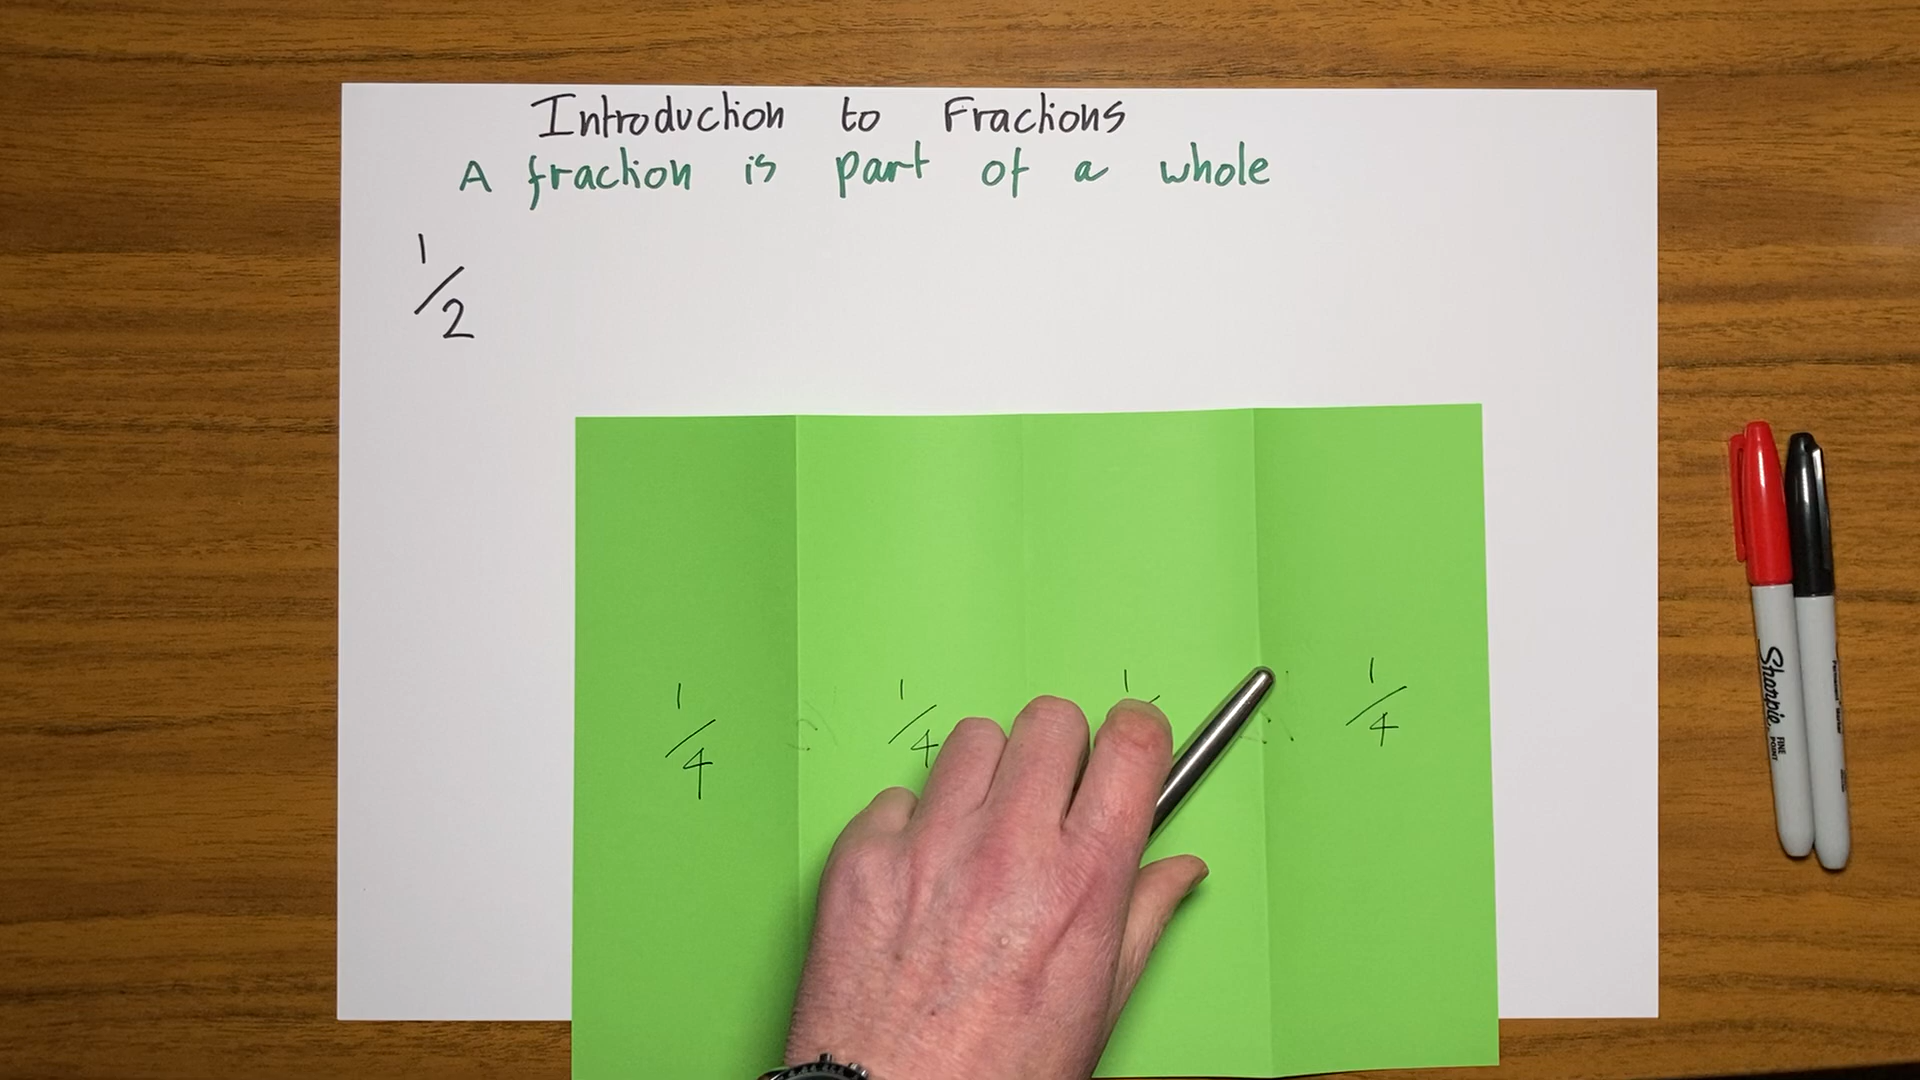 Introduction to Fractions
A fraction is part of a whole
1/2
1/4 1/4 1 1/4
Sharpie
FINE POINT